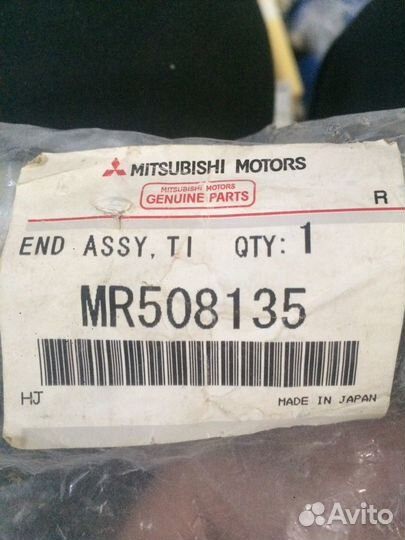 MITSUBISHI MOTORS
MITSUBISHI MOTORS
GENUINE PARTS
R
END ASSY,TI QTY:1
MR508135
HJ
MADE IN JAPAN
Avito